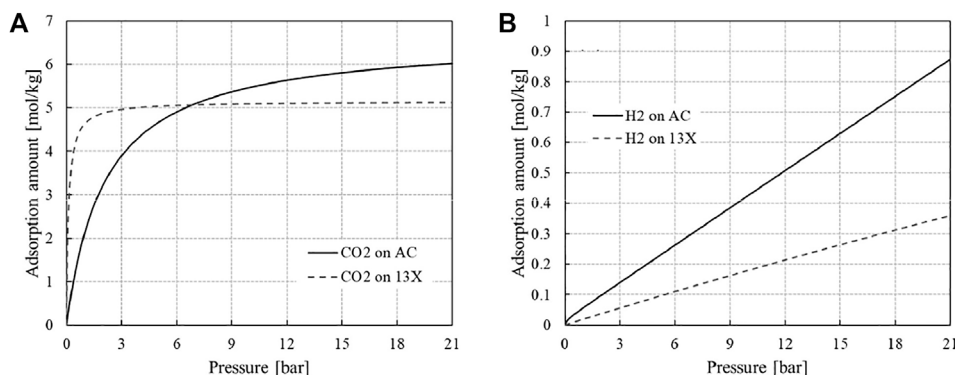 A
7
6
5
4
3
2
1
0
Adsorption amount [mol/kg]
CO2 on AC
CO2 on 13X
0 3 6 9 12 15 18 21
Pressure [bar]
B
1
0.9
0.8
0.7
0.6
0.5
0.4
0.3
0.2
0.1
0
Adsorption amount [mol/kg]
H2 on AC
H2 on 13X
0 3 6 9 12 15 18 21
Pressure [bar]